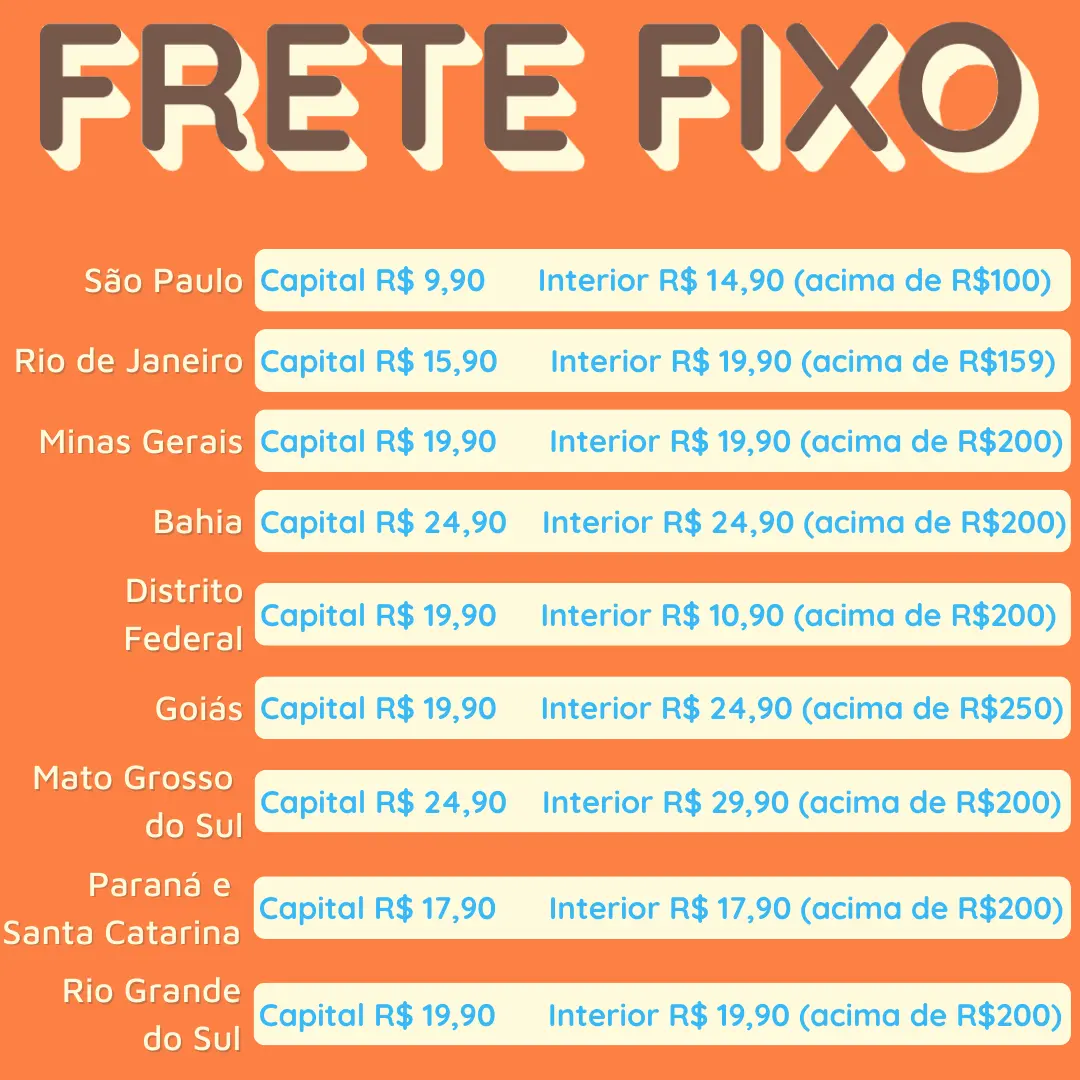 FRETE FIXO
São Paulo Capital R$ 9,90 Interior R$ 14,90 (acima de R$100)
Rio de Janeiro Capital R$ 15,90 Interior R$ 19,90 (acima de R$159)
Minas Gerais Capital R$ 19,90 Interior R$ 19,90 (acima de R$200)
Bahia Capital R$ 24,90 Interior R$ 24,90 (acima de R$200)
Distrito
Federal
Capital R$ 19,90 Interior R$ 10,90 (acima de R$200)
Goiás Capital R$ 19,90 Interior R$ 24,90 (acima de R$250)
Mato Grosso
do Sul
Capital R$ 24,90 Interior R$ 29,90 (acima de R$200)
Paraná e
Santa Catarina
Capital R$ 17,90 Interior R$ 17,90 (acima de R$200)
Rio Grande
do Sul
Capital R$ 19,90 Interior R$ 19,90 (acima de R$200)